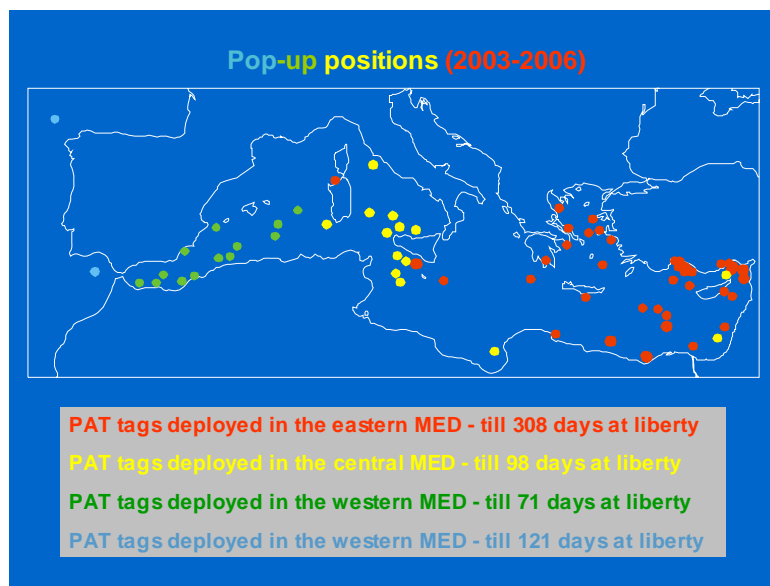 Pop-up positions (2003-2006)
PAT tags deployed in the eastern MED - till 308 days at liberty
PAT tags deployed in the central MED - till 98 days at liberty
PAT tags deployed in the western MED - till 71 days at liberty
PAT tags deployed in the western MED - till 121 days at liberty